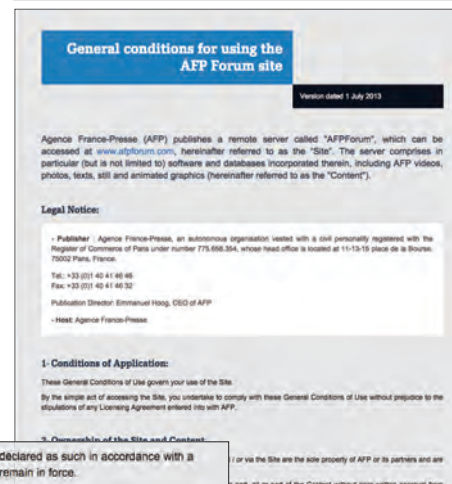 General conditions for using the
AFP Forum site
Version dated 1 July 2013
Agence France-Presse (AFP) publishes a remote server called "AFPForum", which can be
accessed at www.afpforum.com, hereinafter referred to as the "Site". The server comprises in
particular (but is not limited to) software and databases incorporated therein, including AFP videos,
photos, texts, still and animated graphics (hereinafter referred to as the "Content").
Legal Notice:
- Publisher : Agence France-Presse, an autonomous organisation vested with a civil personality registered with the
Register of Commerce of Paris under number 775.658.354, whose head office is located at 11-13-15 place de la Bourse,
75002 Paris, France.
Tel.: +33 (0)1 40 41 46 46
Fax: +33 (0)1 40 41 46 32
Publication Director: Emmanuel Hoog, CEO of AFP
- Host: Agence France-Presse
1- Conditions of Application:
These General Conditions of Use govern your use of the Site.
By the simple act of accessing the Site, you undertake to comply with these General Conditions of Use without prejudice to the
stipulations of any Licensing Agreement entered into with AFP.
2- Ownership of the Site and Content:
/ or via the Site are the sole property of AFP or its partners and are
declared as such in accordance with a
remain in force.